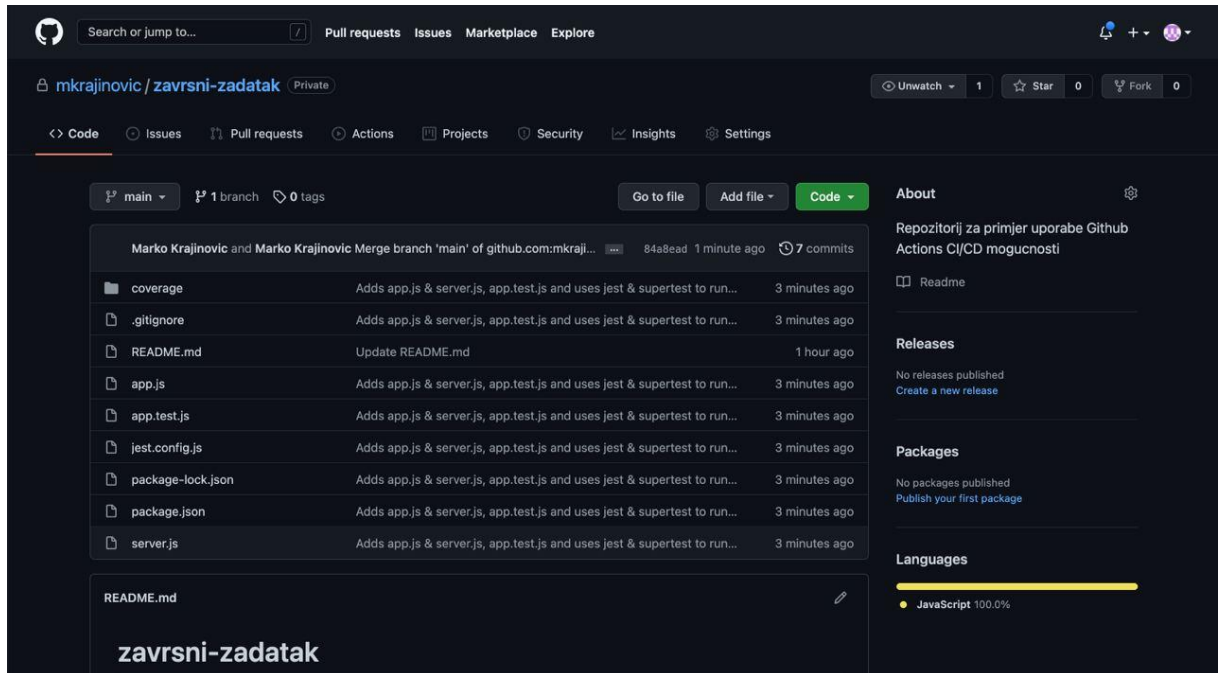 Search or jump to... / Pull requests Issues Marketplace Explore
mkrajinovic / zavrsni-zadatak Private Unwatch 1 Star 0 Fork 0
Code Issues Pull requests Actions Projects Security Insights Settings
main 1 branch 0 tags Go to file Add file Code
Marko Krajinovic and Marko Krajinovic Merge branch 'main' of github.com:mkraji... ... 84a8ead 1 minute ago 7 commits
coverage Adds app.js & server.js, app.test.js and uses jest & supertest to run... 3 minutes ago
.gitignore Adds app.js & server.js, app.test.js and uses jest & supertest to run... 3 minutes ago
README.md Update README.md 1 hour ago
app.js Adds app.js & server.js, app.test.js and uses jest & supertest to run... 3 minutes ago
app.test.js Adds app.js & server.js, app.test.js and uses jest & supertest to run... 3 minutes ago
jest.config.js Adds app.js & server.js, app.test.js and uses jest & supertest to run... 3 minutes ago
package-lock.json Adds app.js & server.js, app.test.js and uses jest & supertest to run... 3 minutes ago
package.json Adds app.js & server.js, app.test.js and uses jest & supertest to run... 3 minutes ago
server.js Adds app.js & server.js, app.test.js and uses jest & supertest to run... 3 minutes ago
README.md
zavrsni-zadatak
About
Repozitorij za primjer uporabe Github
Actions CI/CD mogucnosti
Readme
Releases
No releases published
Create a new release
Packages
No packages published
Publish your first package
Languages
JavaScript 100.0%